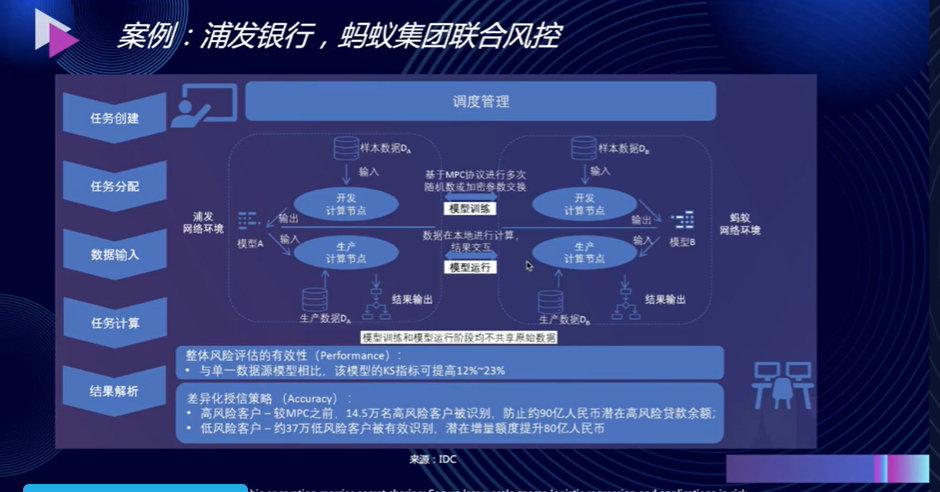 案例：浦发银行，蚂蚁集团联合风控
任务创建
任务分配
数据输入
任务计算
结果解析
调度管理
浦发
网络环境
样本数据DA
输入
开发
计算节点
输出
模型A
输入
生产
计算节点
生产数据DA
结果输出
基于MPC协议进行多次
随机数或加密参数交换
模型训练
数据在本地进行计算，
结果交互
模型运行
样本数据DB
输入
开发
计算节点
输出
模型B
输入
生产
计算节点
生产数据DB
结果输出
蚂蚁
网络环境
模型训练和模型运行阶段均不共享原始数据
整体风险评估的有效性（Performance）：
• 与单一数据源模型相比，该模型的KS指标可提高12%~23%
差异化授信策略 （Accuracy） ：
• 高风险客户 – 较MPC之前，14.5万名高风险客户被识别，防止约90亿人民币潜在高风险贷款余额；
• 低风险客户 – 约37万低风险客户被有效识别，潜在增量额度提升80亿人民币
来源：IDC